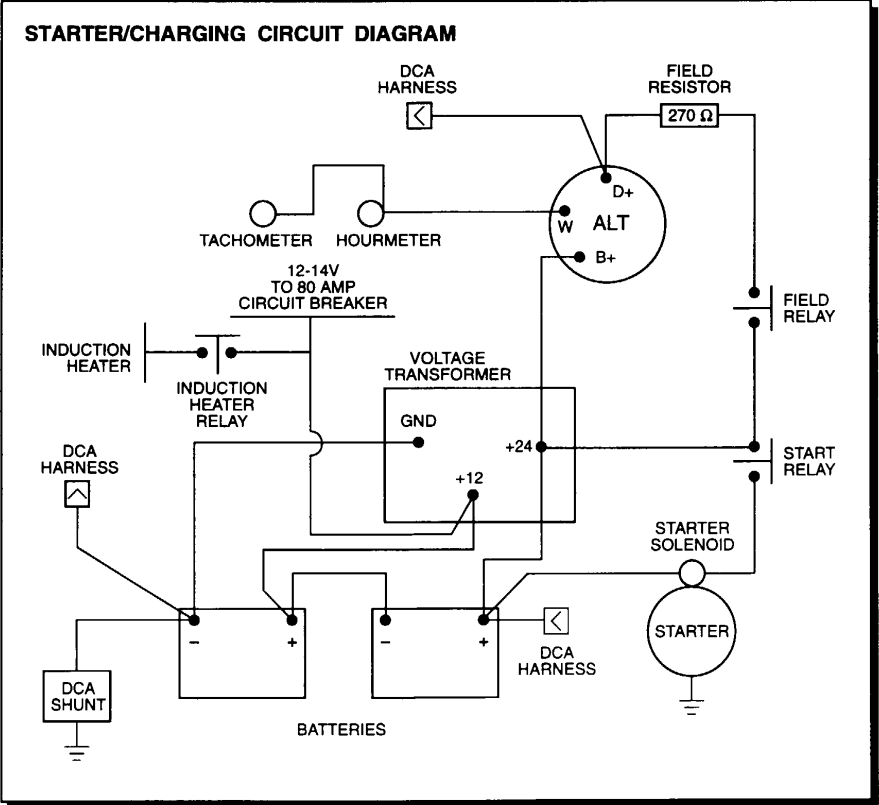 STARTER/CHARGING CIRCUIT DIAGRAM
DCA
HARNESS
FIELD
RESISTOR
270 Ω
D+
W
ALT
B+
TACHOMETER
HOURMETER
12-14V
TO 80 AMP
CIRCUIT BREAKER
FIELD
RELAY
INDUCTION
HEATER
INDUCTION
HEATER
RELAY
VOLTAGE
TRANSFORMER
GND
+24
+12
DCA
HARNESS
START
RELAY
STARTER
SOLENOID
STARTER
−
+
−
+
DCA
HARNESS
DCA
SHUNT
BATTERIES